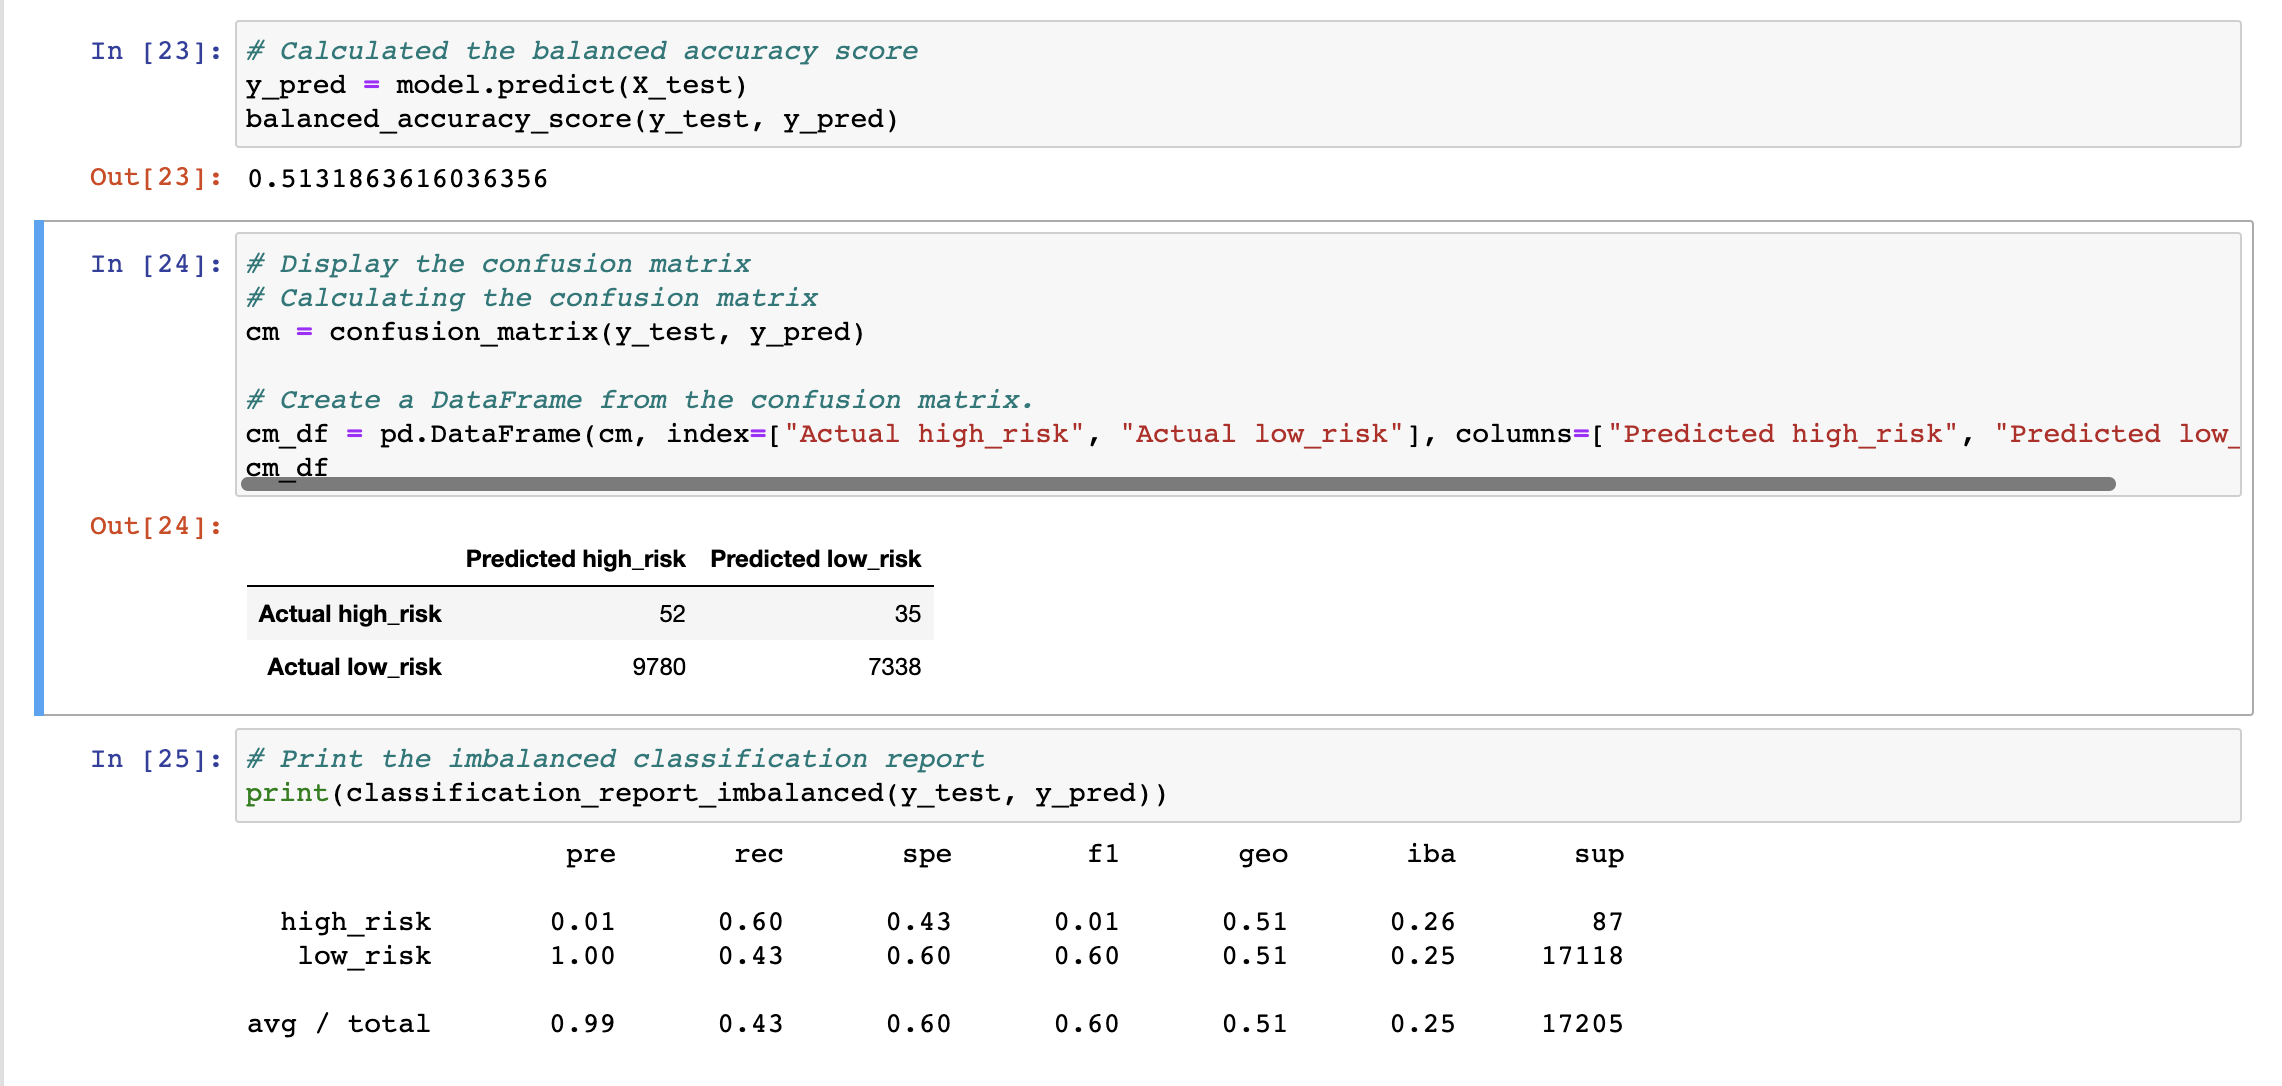 In [23]: # Calculated the balanced accuracy score
y_pred = model.predict(X_test)
balanced_accuracy_score(y_test, y_pred)
Out[23]: 0.5131863616036356
In [24]: # Display the confusion matrix
# Calculating the confusion matrix
cm = confusion_matrix(y_test, y_pred)
# Create a DataFrame from the confusion matrix.
cm_df = pd.DataFrame(cm, index=["Actual high_risk", "Actual low_risk"], columns=["Predicted high_risk", "Predicted low_
cm_df
Out[24]:
Predicted high_risk Predicted low_risk
Actual high_risk 52 35
Actual low_risk 9780 7338
In [25]: # Print the imbalanced classification report
print(classification_report_imbalanced(y_test, y_pred))
pre rec spe f1 geo iba sup
high_risk 0.01 0.60 0.43 0.01 0.51 0.26 87
low_risk 1.00 0.43 0.60 0.60 0.51 0.25 17118
avg / total 0.99 0.43 0.60 0.60 0.51 0.25 17205